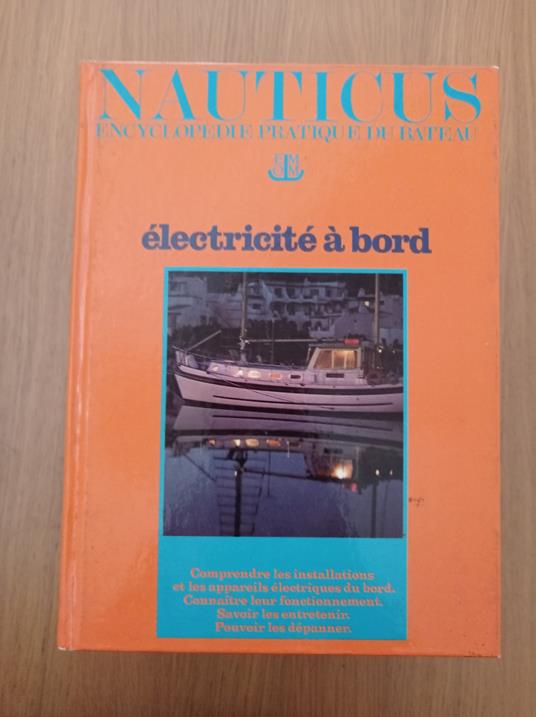 NAUTICUS
ENCYCLOPEDIE PRATIQUE DU BATEAU
électricité à bord
Comprendre les installations
et les appareils électriques du bord.
Connaître leur fonctionnement.
Savoir les entretenir.
Pouvoir les dépanner.